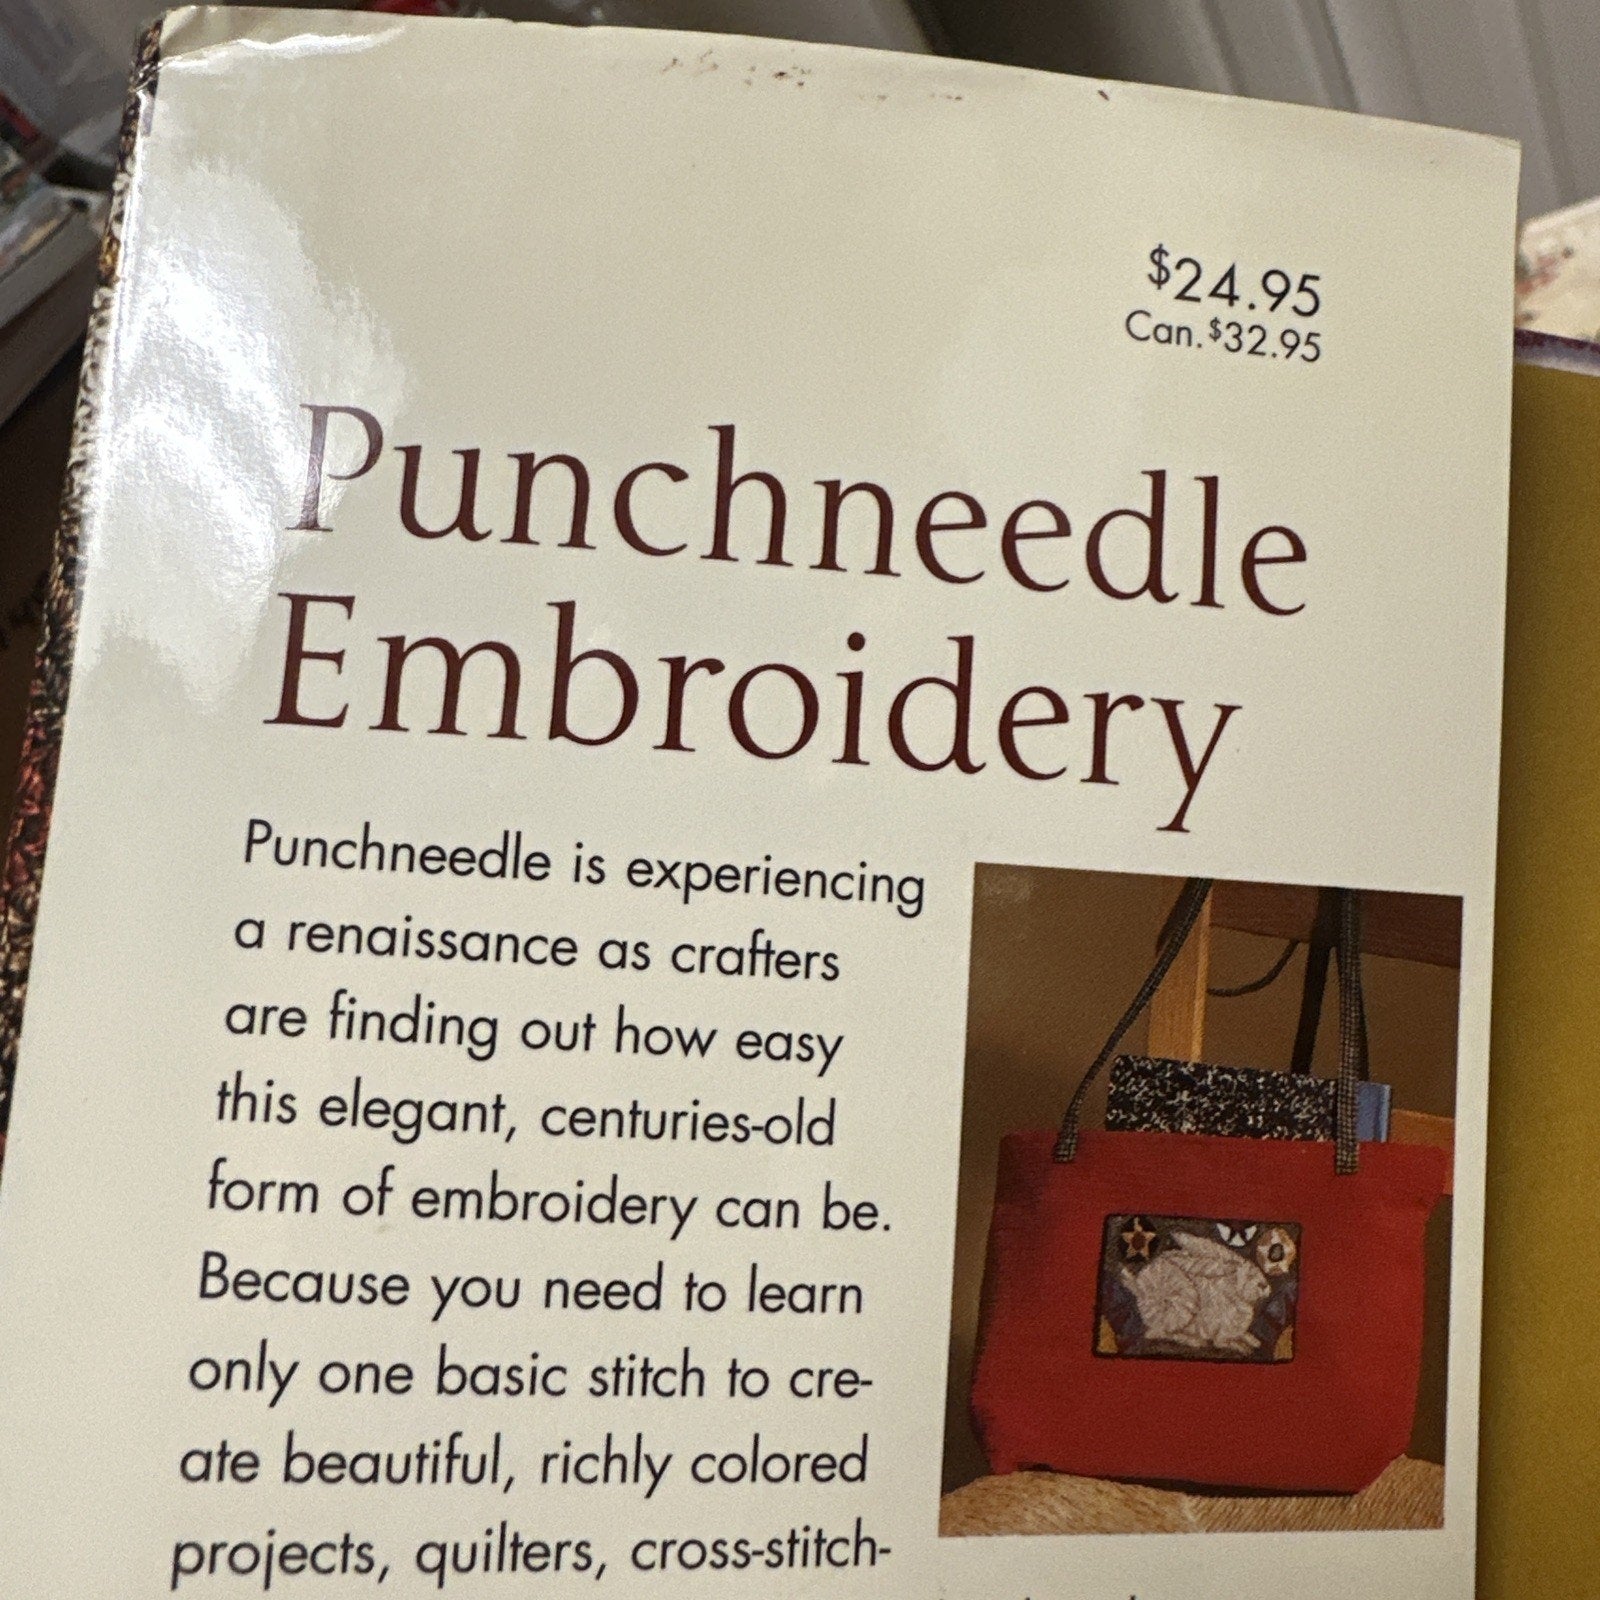 $24.95
Can.$32.95
Punchneedle
Embroidery
Punchneedle is experiencing
a renaissance as crafters
are finding out how easy
this elegant, centuries-old
form of embroidery can be.
Because you need to learn
only one basic stitch to cre-
ate beautiful, richly colored
projects, quilters, cross-stitch-